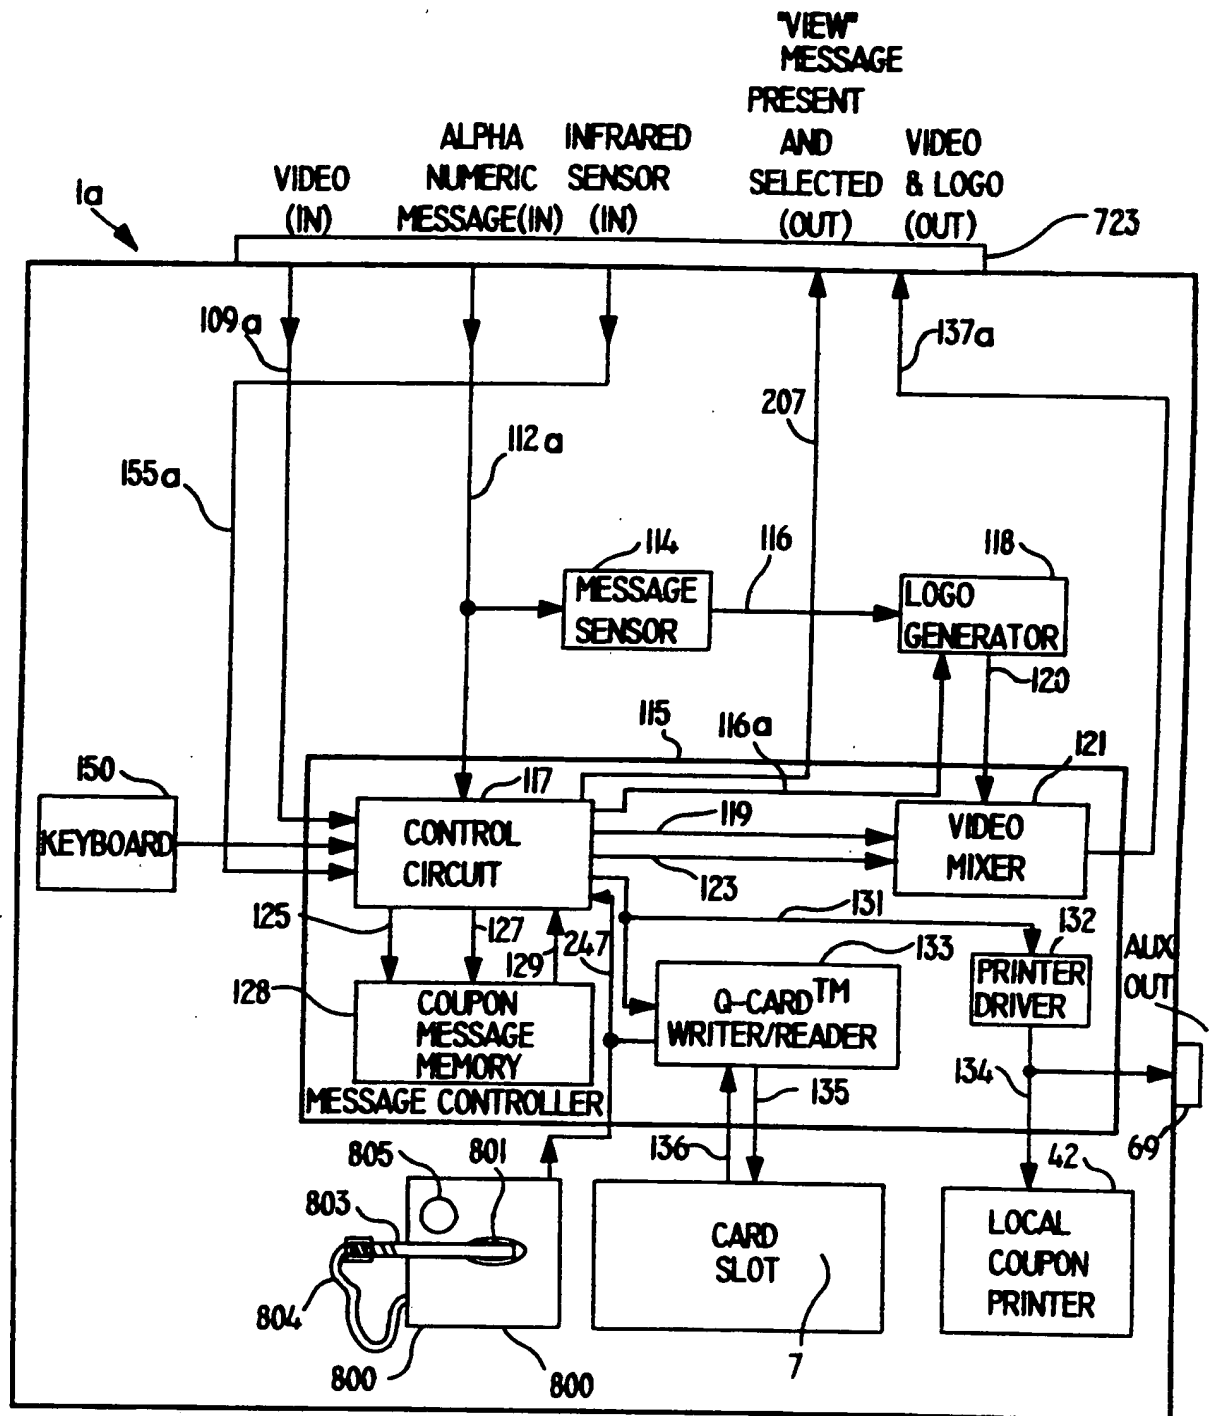 "VIEW"
MESSAGE
PRESENT
AND
SELECTED
(OUT)
ALPHA
NUMERIC
MESSAGE(IN)
INFRARED
SENSOR
(IN)
VIDEO
(IN)
VIDEO
& LOGO
(OUT)
1a
723
109a
137a
207
112a
155a
114
116
118
MESSAGE
SENSOR
LOGO
GENERATOR
120
115
116a
121
150
117
KEYBOARD
CONTROL
CIRCUIT
119
123
VIDEO
MIXER
125
127
129
247
131
132
133
AUX
OUT
128
COUPON
MESSAGE
MEMORY
Q-CARD™
WRITER/READER
PRINTER
DRIVER
MESSAGE CONTROLLER
134
135
136
69
42
805
801
803
804
800
800
CARD
SLOT
7
LOCAL
COUPON
PRINTER